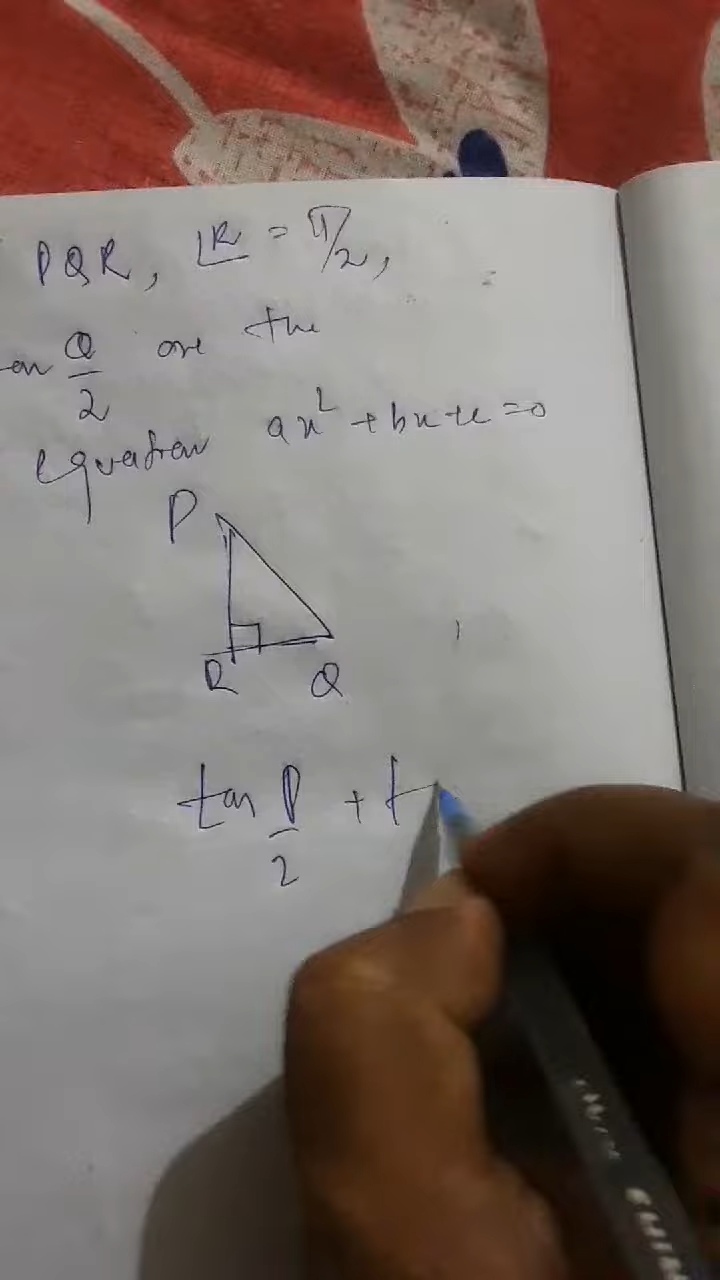 PQR, ∠R = π/2,
an Q/2 are the
equation ax² + bx + c = 0
P
R Q
tan P/2 + t